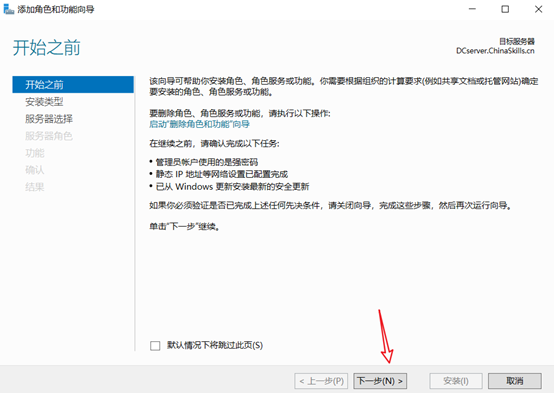 添加角色和功能向导
开始之前
目标服务器
DCserver.ChinaSkills.cn
开始之前
安装类型
服务器选择
服务器角色
功能
确认
结果
该向导可帮助你安装角色、角色服务或功能。你需要根据组织的计算要求(例如共享文档或托管网站)确定
要安装的角色、角色服务或功能。
要删除角色、角色服务或功能，请执行以下操作:
启动“删除角色和功能”向导
在继续之前，请确认完成以下任务:
• 管理员帐户使用的是强密码
• 静态 IP 地址等网络设置已配置完成
• 已从 Windows 更新安装最新的安全更新
如果你必须验证是否已完成上述任何先决条件，请关闭向导，完成这些步骤，然后再次运行向导。
单击“下一步”继续。
默认情况下将跳过此页(S)
< 上一步(P)
下一步(N) >
安装(I)
取消